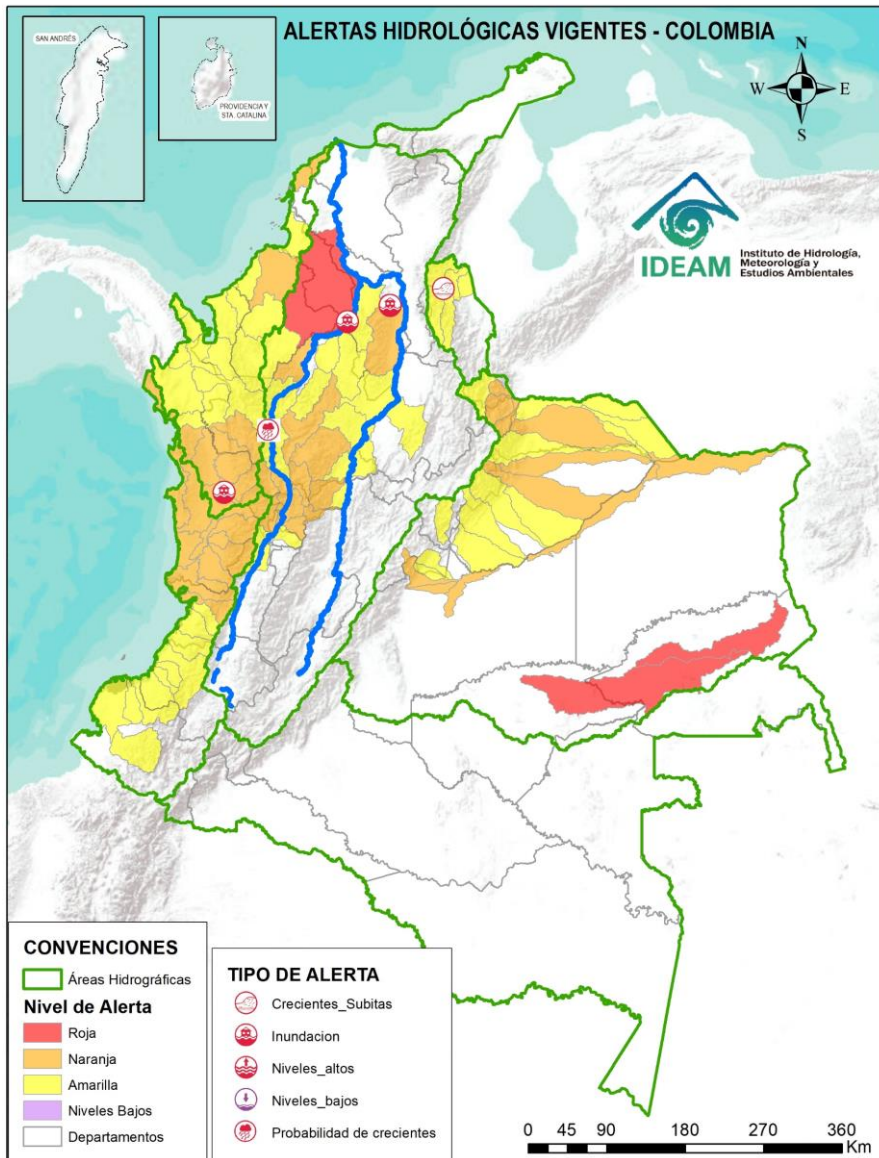 ALERTAS HIDROLÓGICAS VIGENTES - COLOMBIA
SAN ANDRÉS
PROVIDENCIA Y
STA. CATALINA
N
W
E
S
IDEAM
Instituto de Hidrología,
Meteorología y
Estudios Ambientales
CONVENCIONES
Áreas Hidrográficas
Nivel de Alerta
Roja
Naranja
Amarilla
Niveles Bajos
Departamentos
TIPO DE ALERTA
Crecientes_Subitas
Inundacion
Niveles_altos
Niveles_bajos
Probabilidad de crecientes
0 45 90 180 270 360
Km